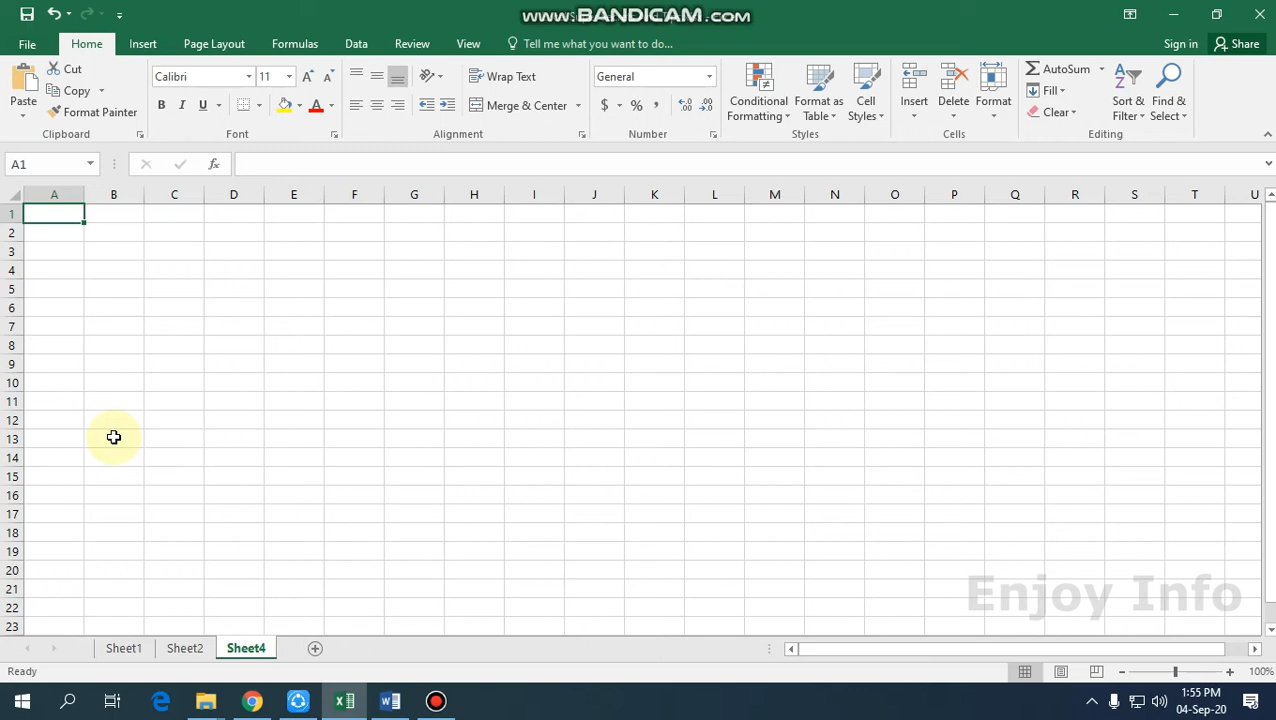 www.BANDICAM.com
File Home Insert Page Layout Formulas Data Review View Tell me what you want to do... Sign in Share
Paste Cut Copy Format Painter
Calibri 11
B I U
Wrap Text
Merge & Center
General
$ % ,
Conditional Formatting Format as Table Cell Styles
Insert Delete Format
AutoSum Fill Clear
Sort & Filter Find & Select
Clipboard Font Alignment Number Styles Cells Editing
A1 fx
A B C D E F G H I J K L M N O P Q R S T U
1
2
3
4
5
6
7
8
9
10
11
12
13
14
15
16
17
18
19
20
21
22
23
Enjoy Info
Sheet1 Sheet2 Sheet4
Ready 100%
1:55 PM
04-Sep-20